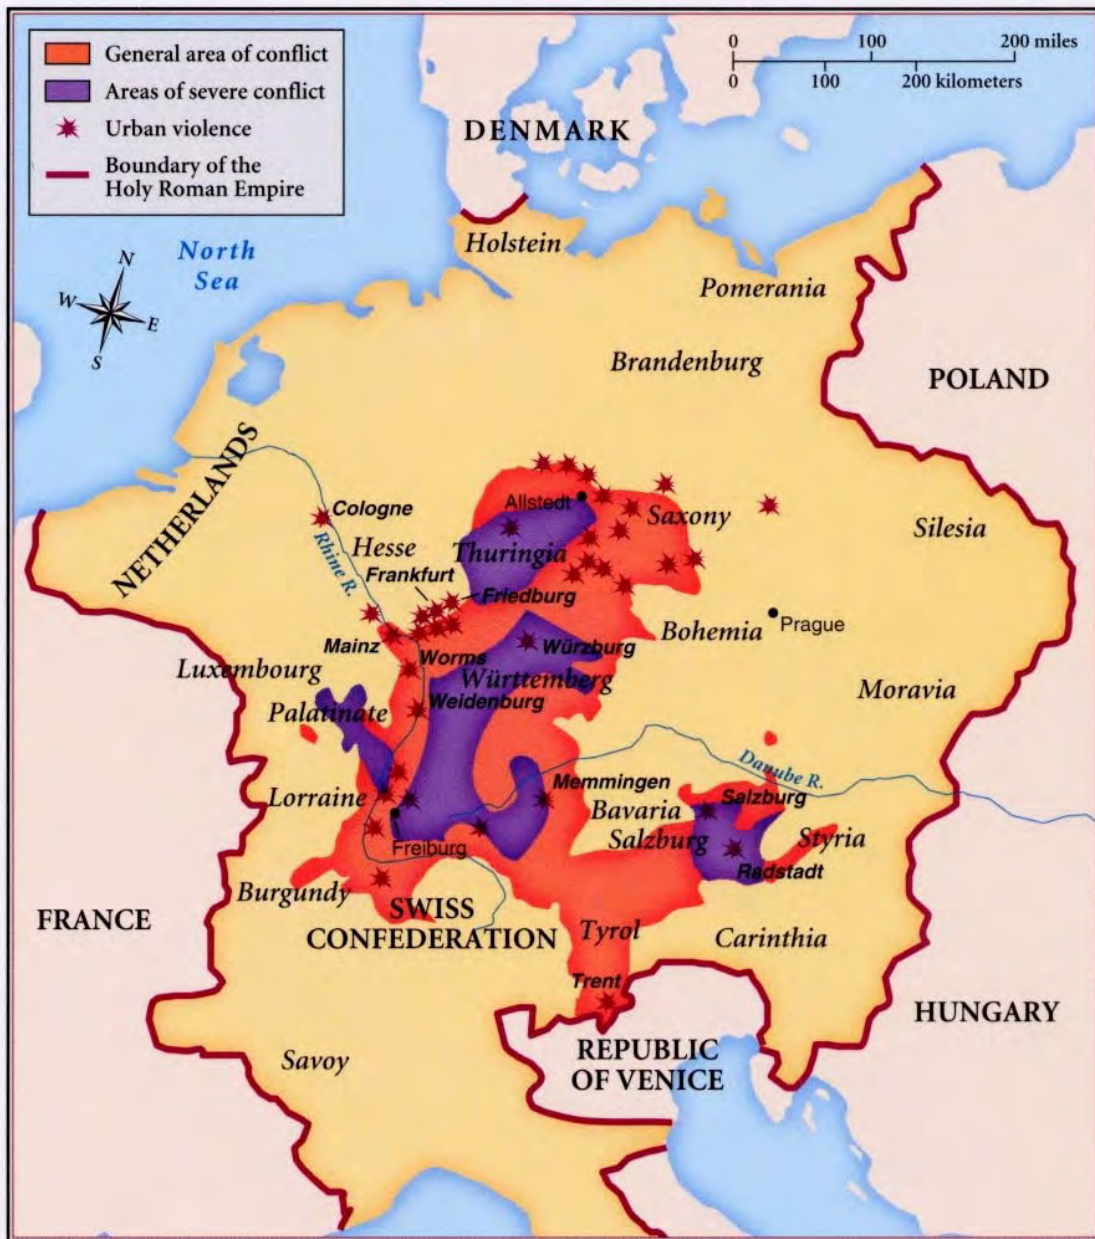 General area of conflict
Areas of severe conflict
Urban violence
Boundary of the
Holy Roman Empire
0 100 200 miles
0 100 200 kilometers
DENMARK
North
Sea
N
W
E
S
Holstein
Pomerania
Brandenburg
POLAND
NETHERLANDS
Cologne
Rhine R.
Hesse
Allstedt
Saxony
Silesia
Thuringia
Frankfurt
Friedburg
Bohemia
Prague
Mainz
Worms
Würzburg
Luxembourg
Württemberg
Moravia
Weidenburg
Palatinate
Danube R.
Memmingen
Lorraine
Bavaria
Salzburg
Salzburg
Styria
Freiburg
Radstadt
Burgundy
SWISS
CONFEDERATION
FRANCE
Tyrol
Carinthia
Trent
HUNGARY
REPUBLIC
OF VENICE
Savoy